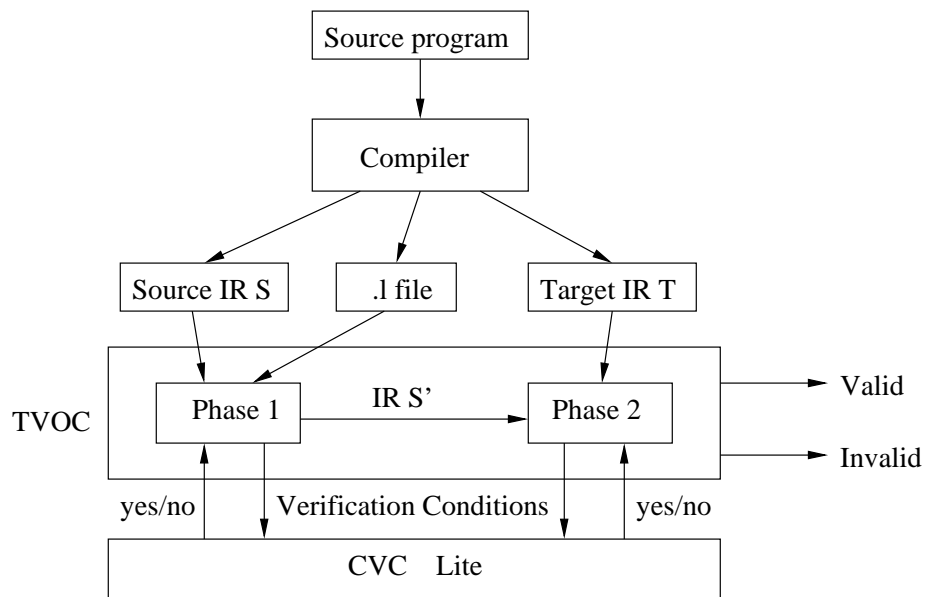 Source program
Compiler
Source IR S
.l file
Target IR T
TVOC
Phase 1
IR S’
Phase 2
Valid
Invalid
yes/no
Verification Conditions
yes/no
CVC Lite